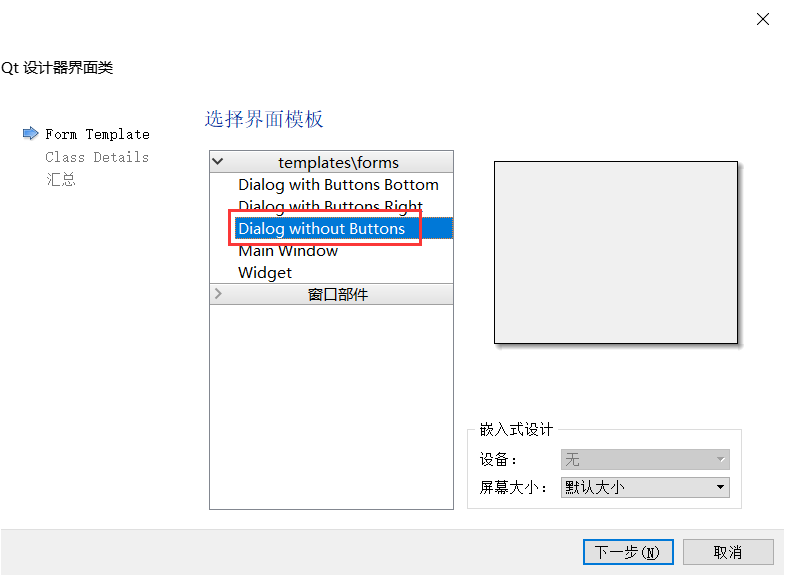 Qt 设计器界面类
Form Template
Class Details
汇总
选择界面模板
templates\forms
Dialog with Buttons Bottom
Dialog with Buttons Right
Dialog without Buttons
Main Window
Widget
窗口部件
嵌入式设计
设备：
无
屏幕大小：
默认大小
下一步(N)
取消